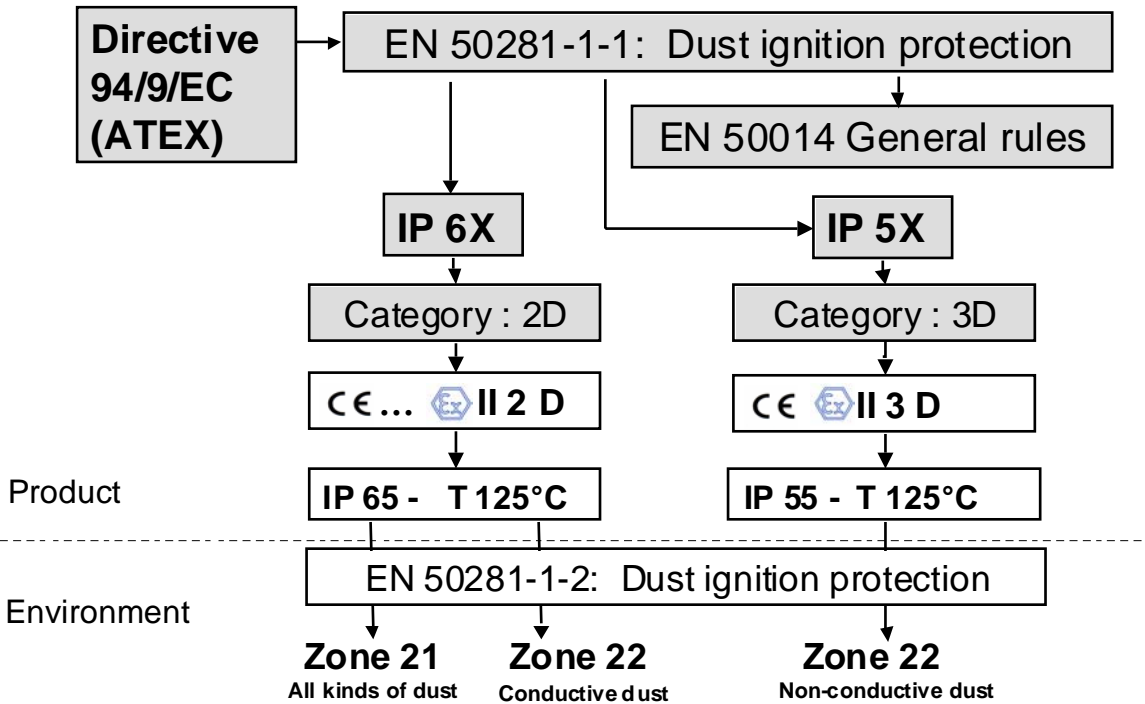 Directive
94/9/EC
(ATEX)
EN 50281-1-1: Dust ignition protection
EN 50014 General rules
IP 6X
IP 5X
Category : 2D
Category : 3D
CE... Ex II 2 D
CE Ex II 3 D
Product
IP 65 - T 125°C
IP 55 - T 125°C
EN 50281-1-2: Dust ignition protection
Environment
Zone 21
All kinds of dust
Zone 22
Conductive dust
Zone 22
Non-conductive dust